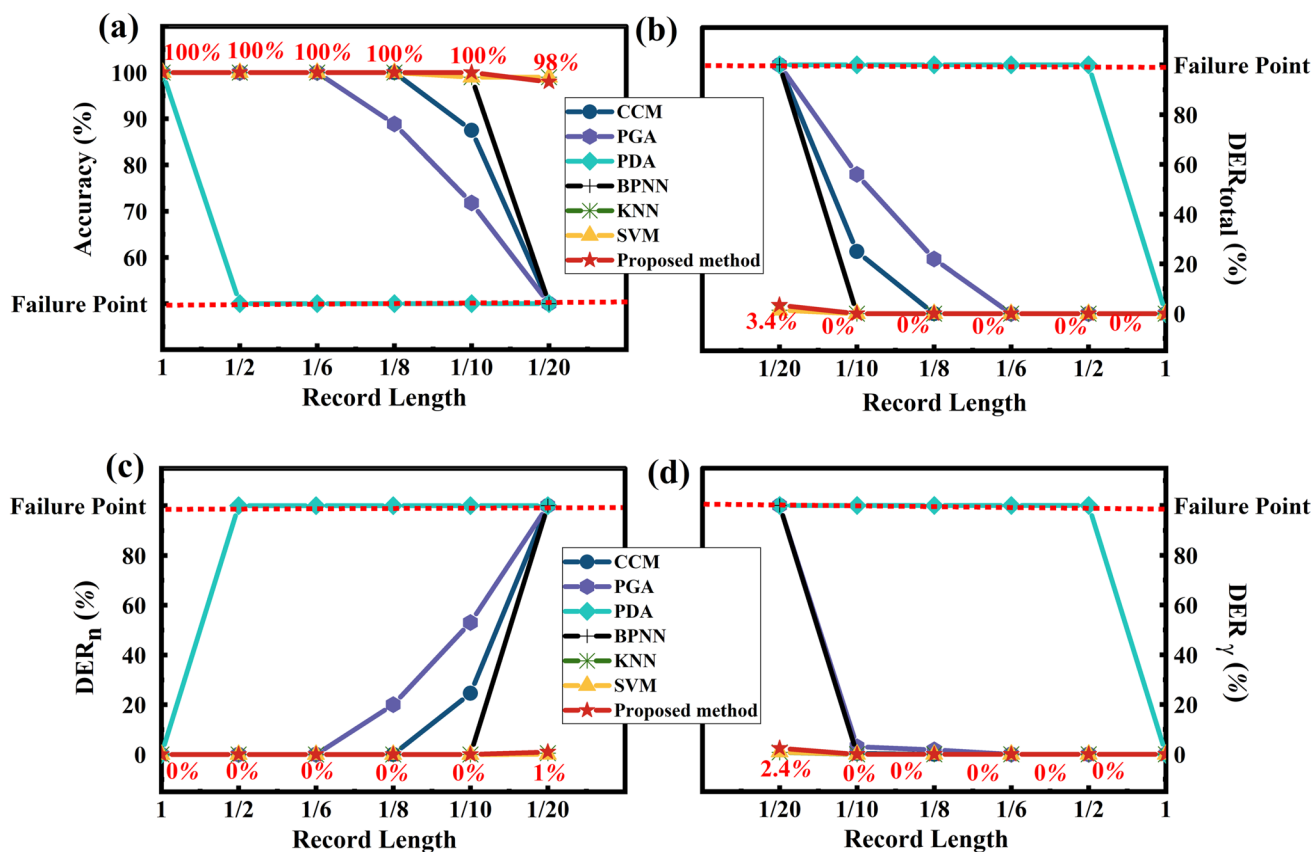 (a)
100% 100% 100% 100% 100% 98%
100
90
80
70
60
Failure Point
Accuracy (%)
1 1/2 1/6 1/8 1/10 1/20
Record Length
CCM
PGA
PDA
BPNN
KNN
SVM
Proposed method
(b)
Failure Point
80
60
40
20
0
DERtotal (%)
3.4% 0% 0% 0% 0% 0%
1/20 1/10 1/8 1/6 1/2 1
Record Length
(c)
Failure Point
80
60
40
20
0
DERn (%)
0% 0% 0% 0% 0% 1%
1 1/2 1/6 1/8 1/10 1/20
Record Length
CCM
PGA
PDA
BPNN
KNN
SVM
Proposed method
(d)
Failure Point
80
60
40
20
0
DER γ (%)
2.4% 0% 0% 0% 0% 0%
1/20 1/10 1/8 1/6 1/2 1
Record Length